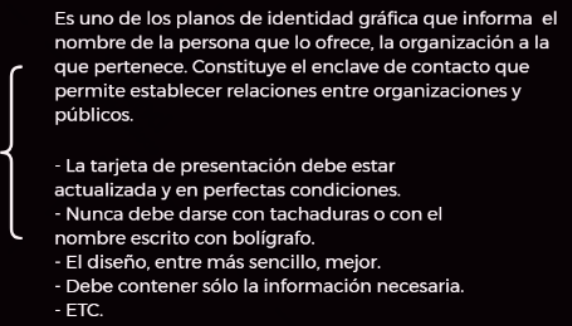 Es uno de los planos de identidad gráfica que informa el
nombre de la persona que lo ofrece, la organización a la
que pertenece. Constituye el enclave de contacto que
permite establecer relaciones entre organizaciones y
públicos.
- La tarjeta de presentación debe estar
actualizada y en perfectas condiciones.
- Nunca debe darse con tachaduras o con el
nombre escrito con bolígrafo.
- El diseño, entre más sencillo, mejor.
- Debe contener sólo la información necesaria.
- ETC.